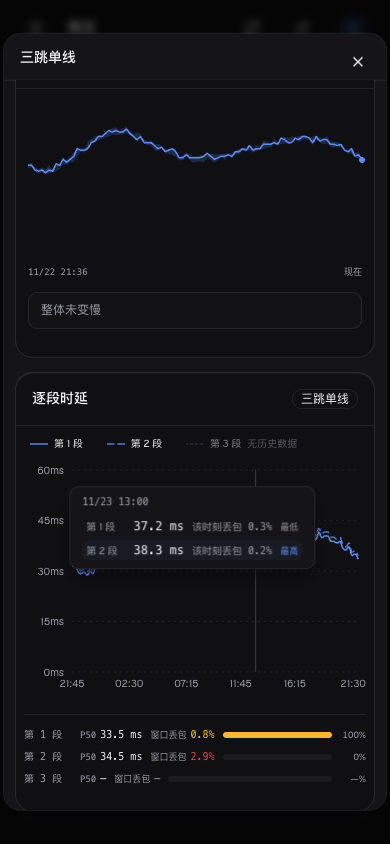 三跳单线
11/22 21:36 现在
整体未变慢
逐段时延 三跳单线
第 1 段 第 2 段 第 3 段 无历史数据
60ms
11/23 13:00
45ms
第 1 段 37.2 ms 该时刻丢包 0.3% 最低
第 2 段 38.3 ms 该时刻丢包 0.2% 最高
30ms
15ms
0ms
21:45 02:30 07:15 11:45 16:15 21:30
第 1 段 P50 33.5 ms 窗口丢包 0.8% 100%
第 2 段 P50 34.5 ms 窗口丢包 2.9% 0%
第 3 段 P50 — 窗口丢包 — —%